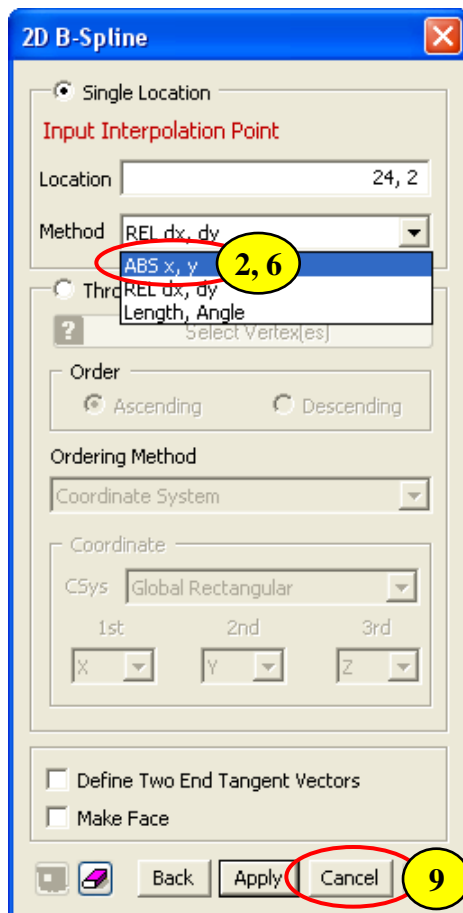 2D B-Spline
Single Location
Input Interpolation Point
Location 24, 2
Method REL dx, dy
ABS x, y 2, 6
Thro
REL dx, dy
Length, Angle
? Select Vertex(es)
Order
Ascending Descending
Ordering Method
Coordinate System
Coordinate
CSys Global Rectangular
1st 2nd 3rd
X Y Z
Define Two End Tangent Vectors
Make Face
Back Apply Cancel 9